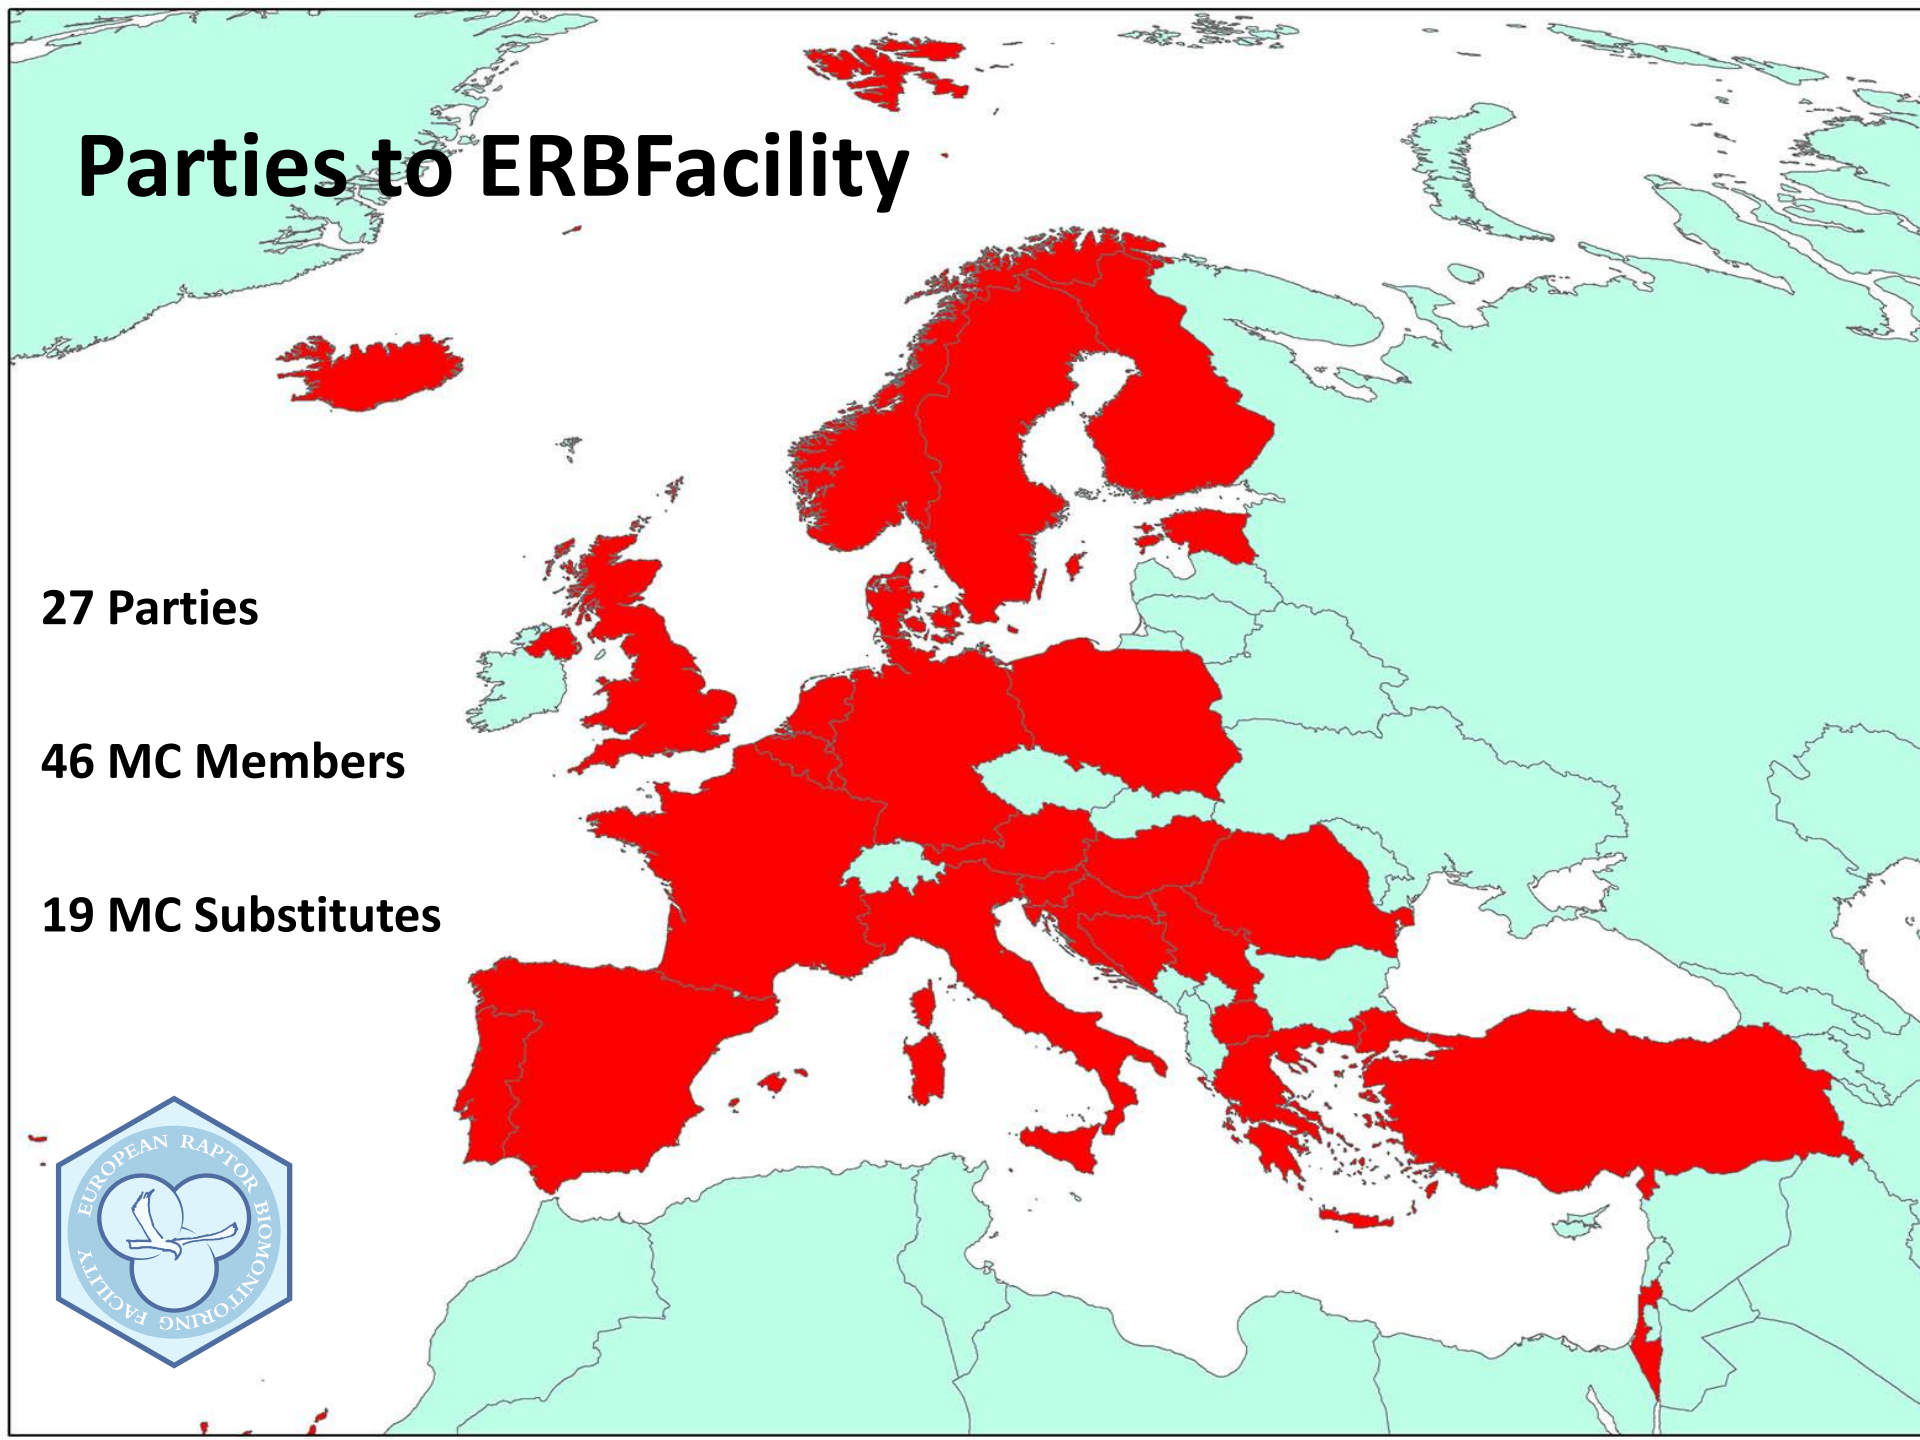 Parties to ERBFacility
27 Parties
46 MC Members
19 MC Substitutes
EUROPEAN RAPTOR BIOMONITORING FACILITY